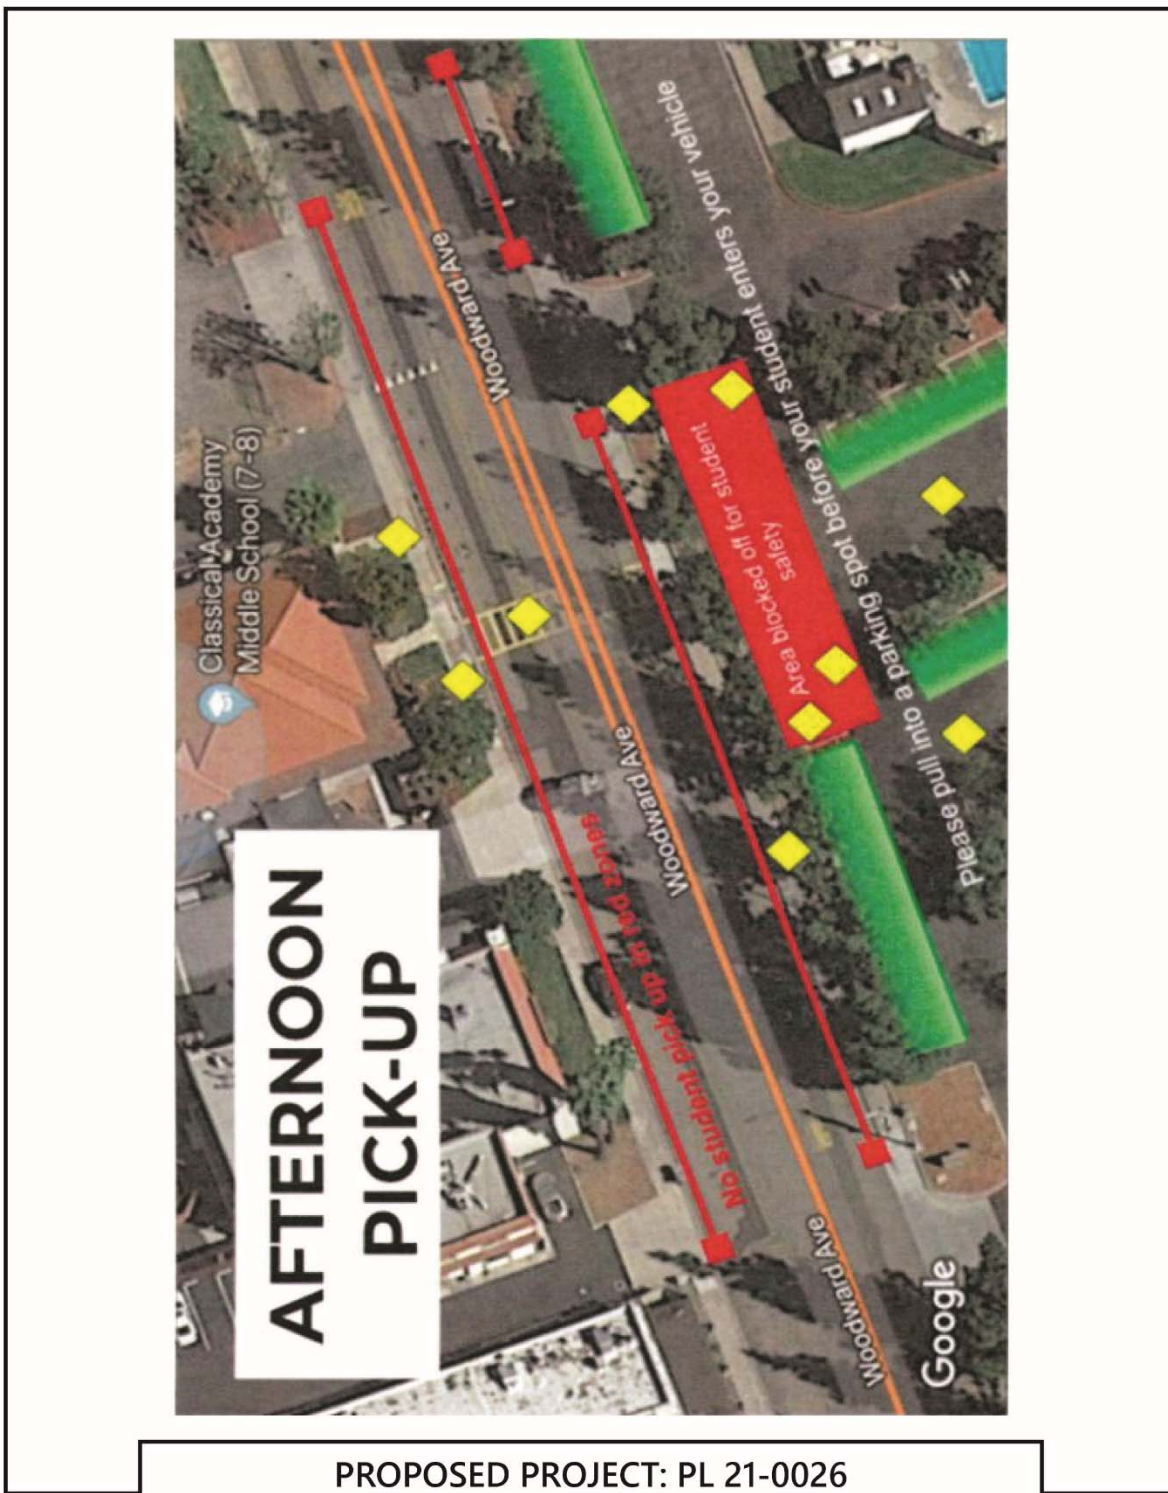 AFTERNOON
PICK-UP
Classical Academy
Middle School (7-8)
Woodward Ave
Woodward Ave
Woodward Ave
No student pick up in red zones
Area blocked off for student
safety
Please pull into a parking spot before your student enters your vehicle
Google
PROPOSED PROJECT: PL 21-0026